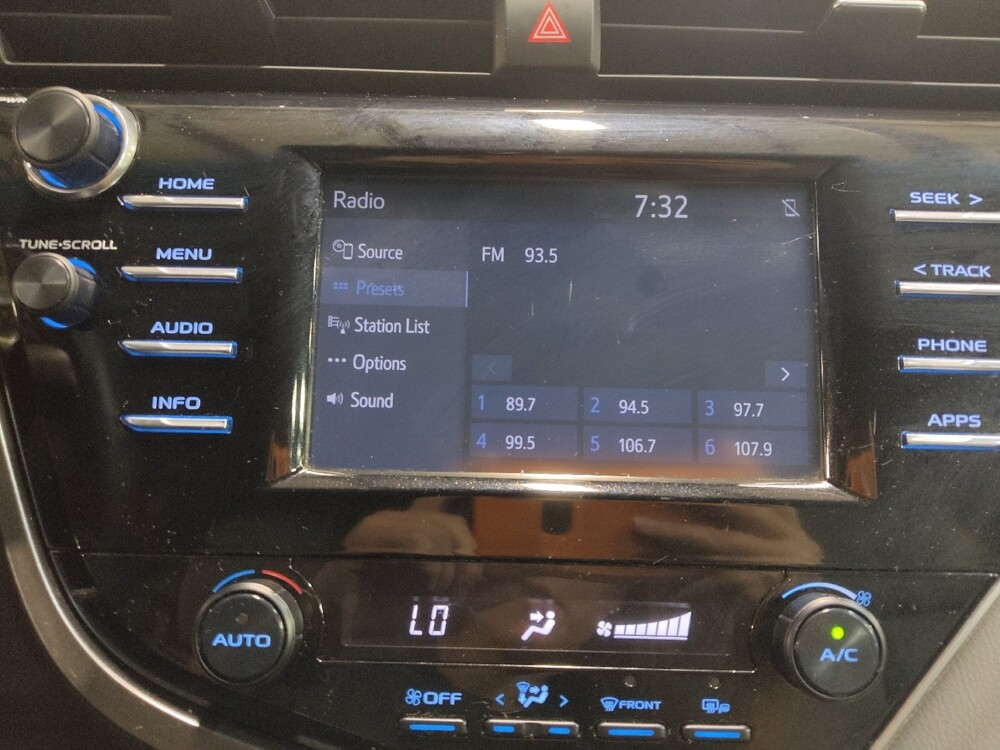 HOME
MENU
AUDIO
INFO
TUNE•SCROLL
Radio
7:32
Source
Presets
Station List
Options
Sound
FM 93.5
1 89.7
2 94.5
3 97.7
4 99.5
5 106.7
6 107.9
SEEK >
< TRACK
PHONE
APPS
AUTO
LO
A/C
OFF
< >
FRONT